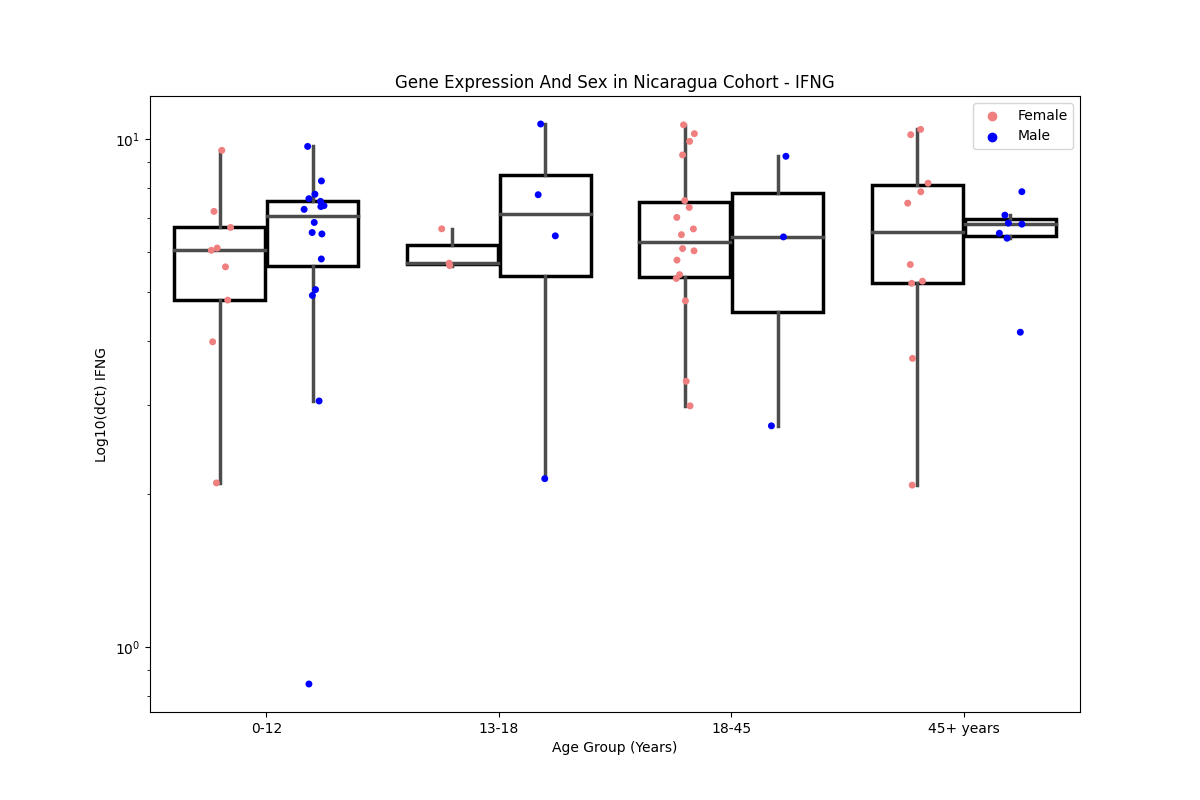 Gene Expression And Sex in Nicaragua Cohort - IFNG
Female
Male
10¹
10⁰
Log10(dCt) IFNG
0-12
13-18
18-45
45+ years
Age Group (Years)